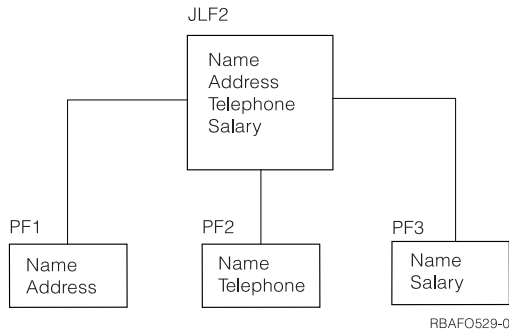 JLF2
Name
Address
Telephone
Salary
PF1
Name
Address
PF2
Name
Telephone
PF3
Name
Salary
RBAFO529-0